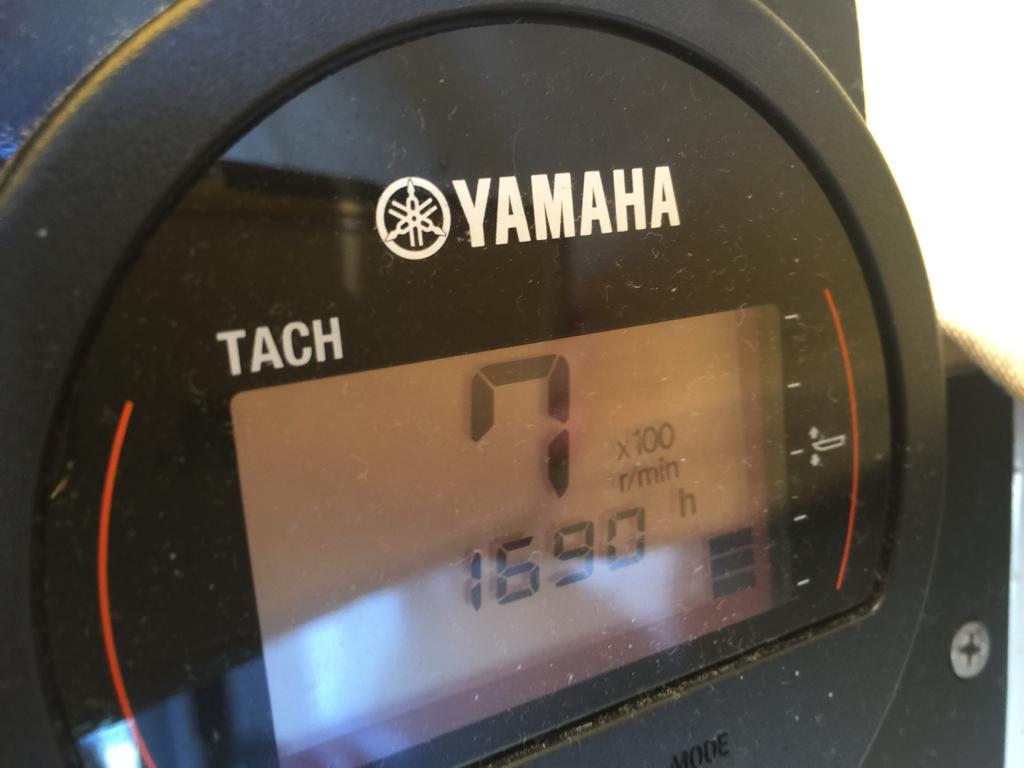 YAMAHA
TACH
7
x100
r/min
1690 h
MODE